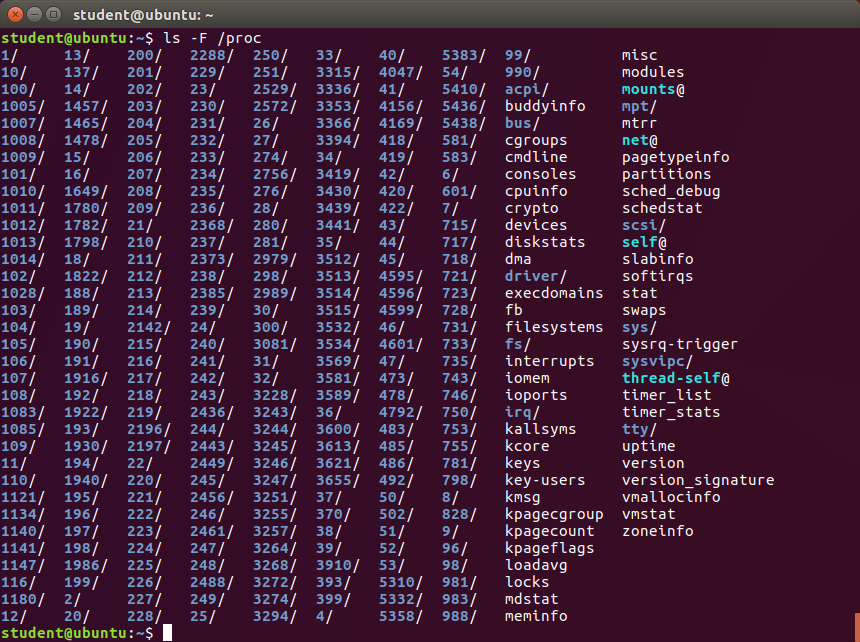 student@ubuntu: ~
student@ubuntu:~$ ls -F /proc
1/ 13/ 200/ 2288/ 250/ 33/ 40/ 5383/ 99/ misc
10/ 137/ 201/ 229/ 251/ 3315/ 4047/ 54/ 990/ modules
100/ 14/ 202/ 23/ 2529/ 3336/ 41/ 5410/ acpi/ mounts@
1005/ 1457/ 203/ 230/ 2572/ 3353/ 4156/ 5436/ buddyinfo mpt/
1007/ 1465/ 204/ 231/ 26/ 3366/ 4169/ 5438/ bus/ mtrr
1008/ 1478/ 205/ 232/ 27/ 3394/ 418/ 581/ cgroups net@
1009/ 15/ 206/ 233/ 274/ 34/ 419/ 583/ cmdline pagetypeinfo
101/ 16/ 207/ 234/ 2756/ 3419/ 42/ 6/ consoles partitions
1010/ 1649/ 208/ 235/ 276/ 3430/ 420/ 601/ cpuinfo sched_debug
1011/ 1780/ 209/ 236/ 28/ 3439/ 422/ 7/ crypto schedstat
1012/ 1782/ 21/ 2368/ 280/ 3441/ 43/ 715/ devices scsi/
1013/ 1798/ 210/ 237/ 281/ 35/ 44/ 717/ diskstats self@
1014/ 18/ 211/ 2373/ 2979/ 3512/ 45/ 718/ dma slabinfo
102/ 1822/ 212/ 238/ 298/ 3513/ 4595/ 721/ driver/ softirqs
1028/ 188/ 213/ 2385/ 2989/ 3514/ 4596/ 723/ execdomains stat
103/ 189/ 214/ 239/ 30/ 3515/ 4599/ 728/ fb swaps
104/ 19/ 2142/ 24/ 300/ 3532/ 46/ 731/ filesystems sys/
105/ 190/ 215/ 240/ 3081/ 3534/ 4601/ 733/ fs/ sysrq-trigger
106/ 191/ 216/ 241/ 31/ 3569/ 47/ 735/ interrupts sysvipc/
107/ 1916/ 217/ 242/ 32/ 3581/ 473/ 743/ iomem thread-self@
108/ 192/ 218/ 243/ 3228/ 3589/ 478/ 746/ ioports timer_list
1083/ 1922/ 219/ 2436/ 3243/ 36/ 4792/ 750/ irq/ timer_stats
1085/ 193/ 2196/ 244/ 3244/ 3600/ 483/ 753/ kallsyms tty/
109/ 1930/ 2197/ 2443/ 3245/ 3613/ 485/ 755/ kcore uptime
11/ 194/ 22/ 2449/ 3246/ 3621/ 486/ 781/ keys version
110/ 1940/ 220/ 245/ 3247/ 3655/ 492/ 798/ key-users version_signature
1121/ 195/ 221/ 2456/ 3251/ 37/ 50/ 8/ kmsg vmallocinfo
1134/ 196/ 222/ 246/ 3255/ 370/ 502/ 828/ kpagecgroup vmstat
1140/ 197/ 223/ 2461/ 3257/ 38/ 51/ 9/ kpagecount zoneinfo
1141/ 198/ 224/ 247/ 3264/ 39/ 52/ 96/ kpageflags
1147/ 1986/ 225/ 248/ 3268/ 3910/ 53/ 98/ loadavg
116/ 199/ 226/ 2488/ 3272/ 393/ 5310/ 981/ locks
1180/ 2/ 227/ 249/ 3274/ 399/ 5332/ 983/ mdstat
12/ 20/ 228/ 25/ 3294/ 4/ 5358/ 988/ meminfo
student@ubuntu:~$